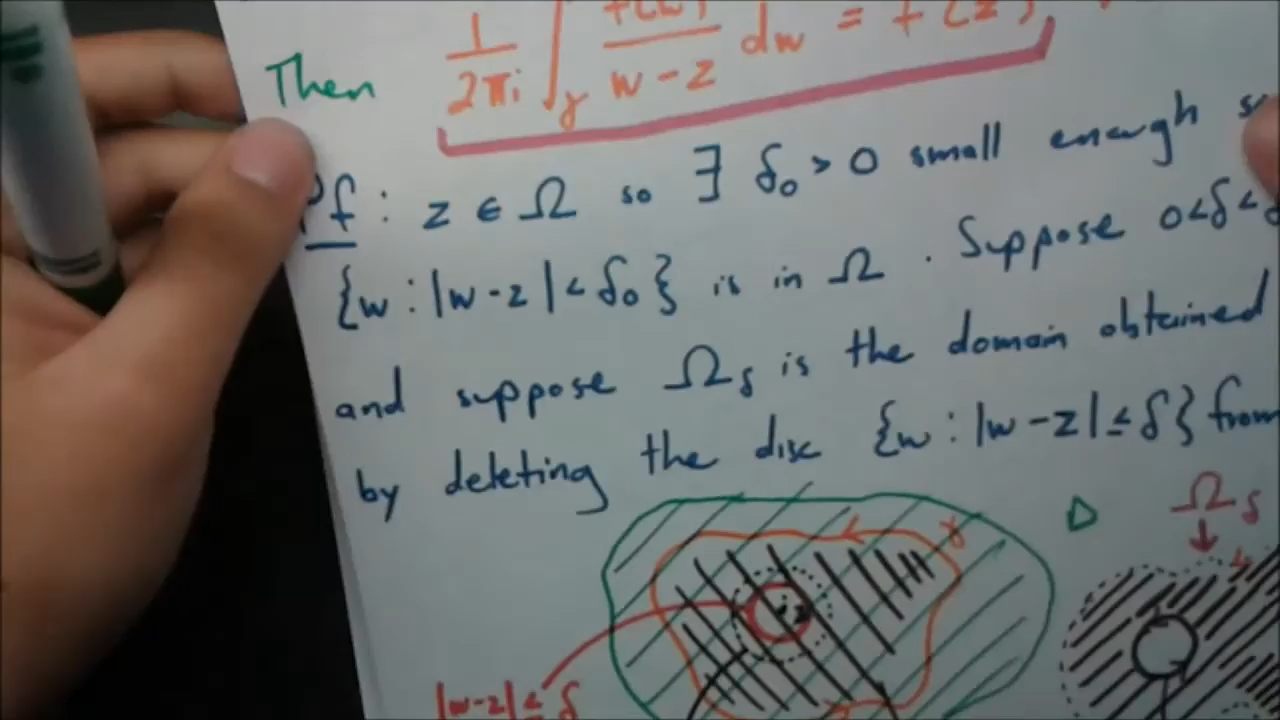 Then 1/2πi ∫γ f(w)/w-z dw = f(z)
Pf : z ∈ Ω so ∃ δ₀ > 0 small enough
{w : |w-z| < δ₀} is in Ω . Suppose 0<δ<
and suppose Ωδ is the domain obtained
by deleting the disc {w : |w-z| ≤ δ} from
D
Ωδ
γ
z
|w-z| ≤ δ